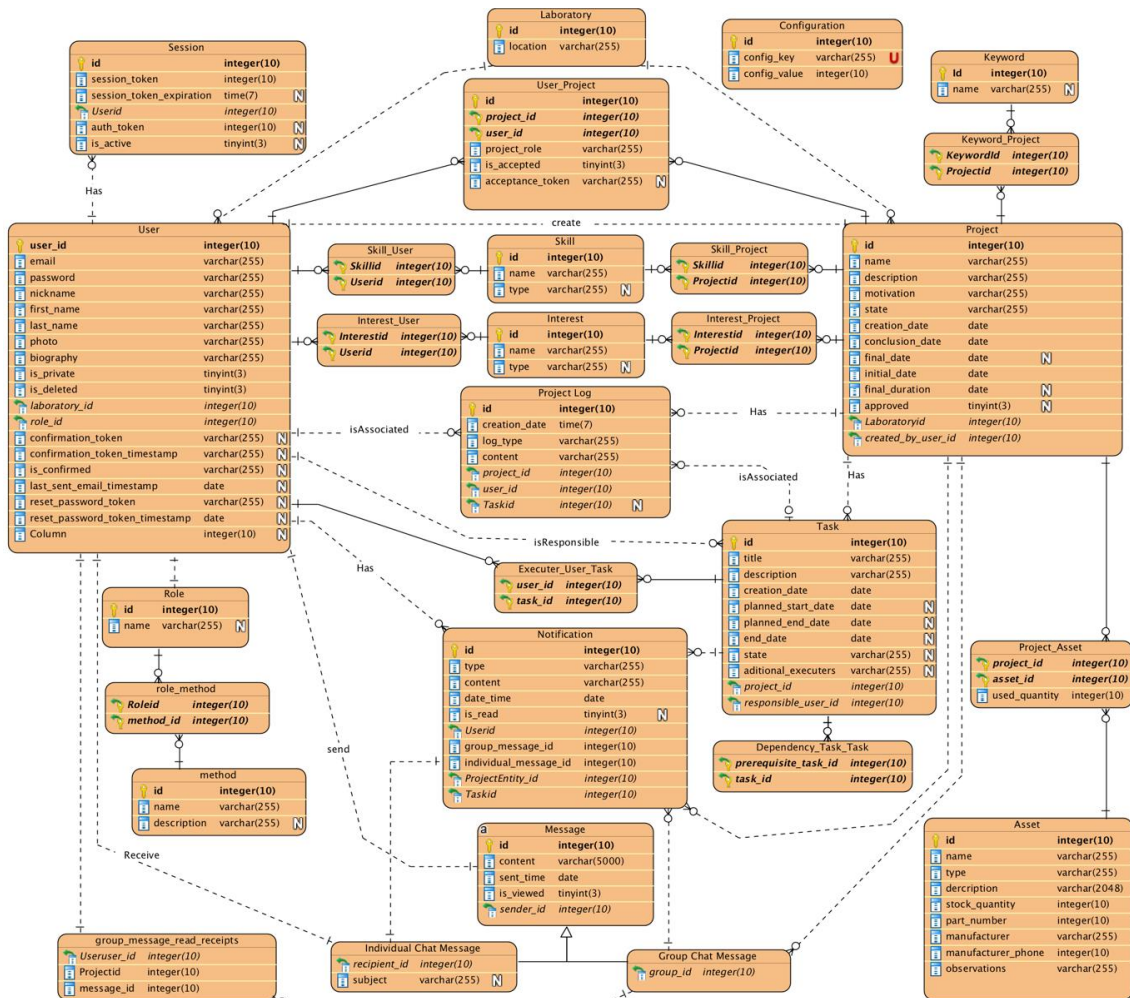 Laboratory
id integer(10)
location varchar(255)
Configuration
id integer(10)
config_key varchar(255) U
config_value integer(10)
Session
id integer(10)
session_token integer(10)
session_token_expiration time(7) N
Userid integer(10)
auth_token integer(10) N
is_active tinyint(3) N
Keyword
Id integer(10)
name varchar(255) N
User_Project
id integer(10)
project_id integer(10)
user_id integer(10)
project_role varchar(255)
is_accepted tinyint(3)
acceptance_token varchar(255) N
Keyword_Project
KeywordId integer(10)
Projectid integer(10)
Has
create
User
user_id integer(10)
email varchar(255)
password varchar(255)
nickname varchar(255)
first_name varchar(255)
last_name varchar(255)
photo varchar(255)
biography varchar(255)
is_private tinyint(3)
is_deleted tinyint(3)
laboratory_id integer(10)
role_id integer(10)
confirmation_token varchar(255) N
confirmation_token_timestamp varchar(255) N
is_confirmed varchar(255) N
last_sent_email_timestamp date N
reset_password_token varchar(255) N
reset_password_token_timestamp date N
Column integer(10) N
Skill_User
Skillid integer(10)
Userid integer(10)
Skill
id integer(10)
name varchar(255)
type varchar(255) N
Skill_Project
Skillid integer(10)
Projectid integer(10)
Interest_User
Interestid integer(10)
Userid integer(10)
Interest
id integer(10)
name varchar(255)
type varchar(255) N
Interest_Project
Interestid integer(10)
Projectid integer(10)
Project
id integer(10)
name varchar(255)
description varchar(255)
motivation varchar(255)
state varchar(255)
creation_date date
conclusion_date date
final_date date N
initial_date date
final_duration date N
approved tinyint(3) N
Laboratoryid integer(10)
created_by_user_id integer(10)
Project Log
id integer(10)
creation_date time(7)
log_type varchar(255)
content varchar(255)
project_id integer(10)
user_id integer(10)
Taskid integer(10) N
isAssociated
Has
isAssociated
Has
isResponsible
Has
Executer_User_Task
user_id integer(10)
task_id integer(10)
Task
id integer(10)
title varchar(255)
description varchar(255)
creation_date date
planned_start_date date N
planned_end_date date N
end_date date N
state varchar(255) N
aditional_executers varchar(255) N
project_id integer(10)
responsible_user_id integer(10)
Role
id integer(10)
name varchar(255) N
Notification
id integer(10)
type varchar(255)
content varchar(255)
date_time date
is_read tinyint(3) N
Userid integer(10)
group_message_id integer(10)
individual_message_id integer(10)
ProjectEntity_id integer(10)
Taskid integer(10)
Project_Asset
project_id integer(10)
asset_id integer(10)
used_quantity integer(10)
role_method
Roleid integer(10)
method_id integer(10)
send
Dependency_Task_Task
prerequisite_task_id integer(10)
task_id integer(10)
method
id integer(10)
name varchar(255)
description varchar(255) N
Receive
a
Message
id integer(10)
content varchar(5000)
sent_time date
is_viewed tinyint(3)
sender_id integer(10)
Asset
id integer(10)
name varchar(255)
type varchar(255)
dercription varchar(2048)
stock_quantity integer(10)
part_number integer(10)
manufacturer varchar(255)
manufacturer_phone integer(10)
observations varchar(255)
group_message_read_receipts
Useruser_id integer(10)
Projectid integer(10)
message_id integer(10)
Individual Chat Message
recipient_id integer(10)
subject varchar(255) N
Group Chat Message
group_id integer(10)